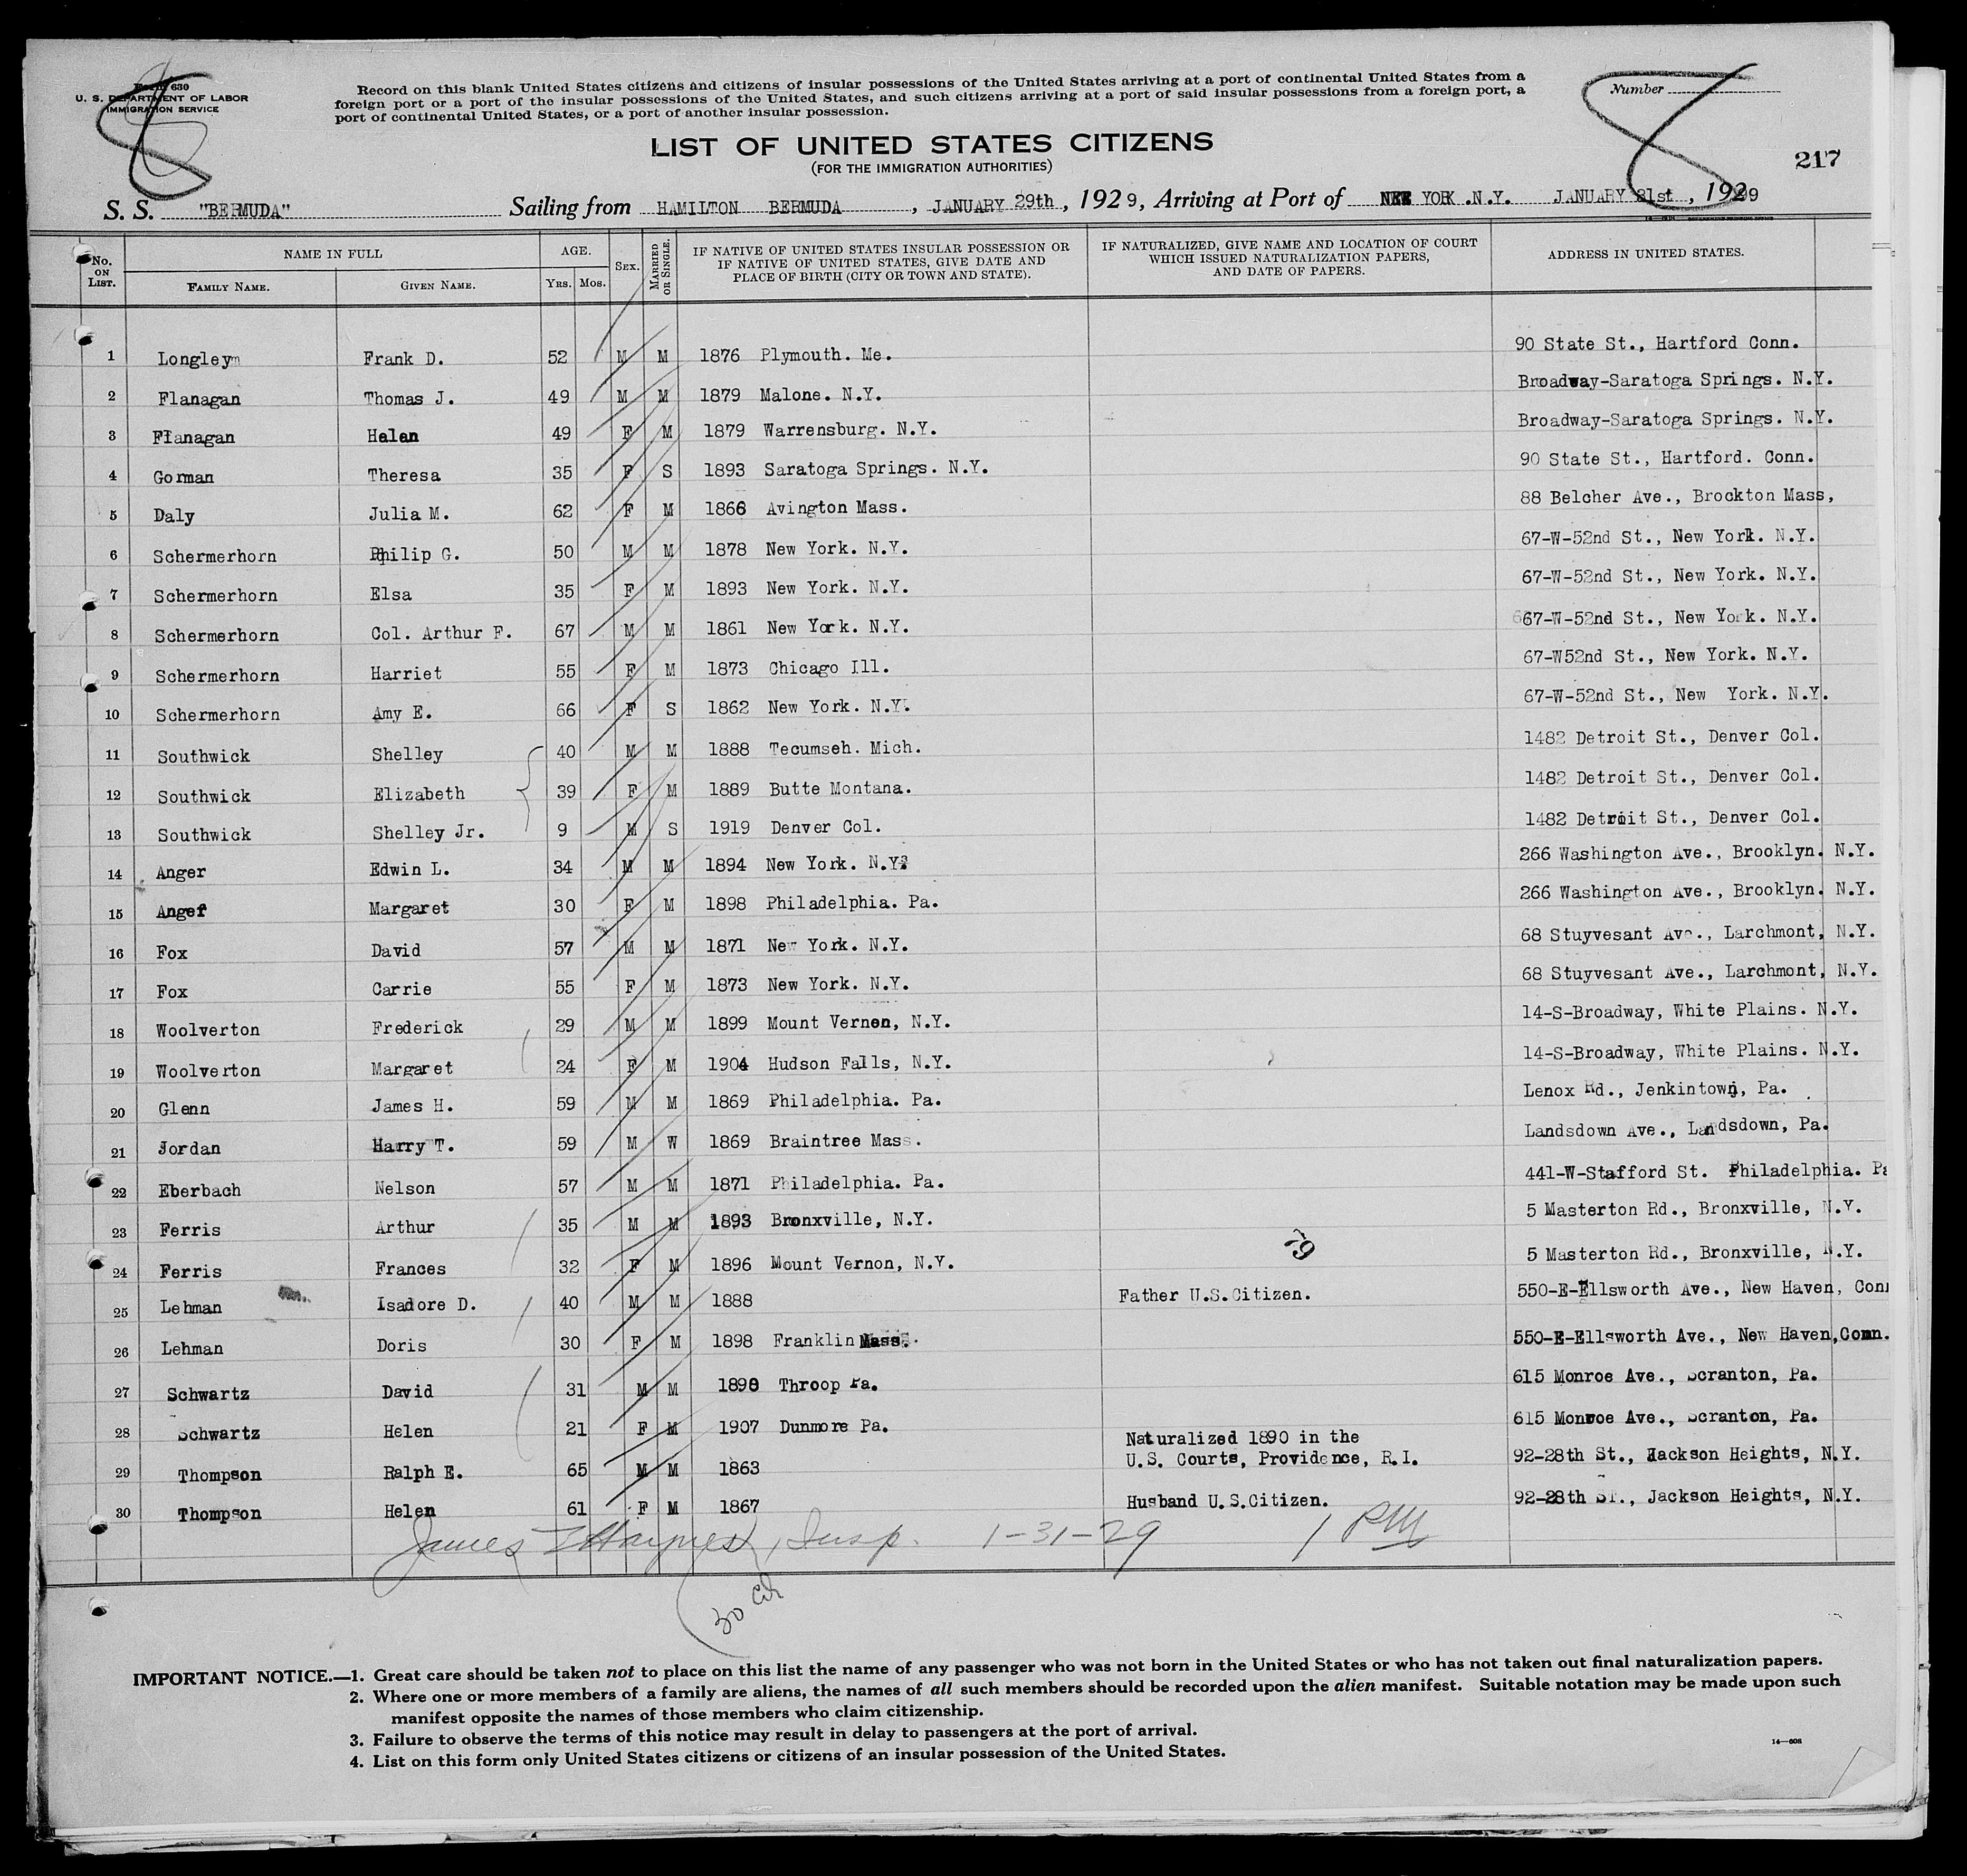 Form 630
U. S. DEPARTMENT OF LABOR
IMMIGRATION SERVICE
Record on this blank United States citizens and citizens of insular possessions of the United States arriving at a port of continental United States from a
foreign port or a port of the insular possessions of the United States, and such citizens arriving at a port of said insular possessions from a foreign port, a
port of continental United States, or a port of another insular possession.
Number
8
8
LIST OF UNITED STATES CITIZENS
(FOR THE IMMIGRATION AUTHORITIES)
217
S. S. "BERMUDA" Sailing from HAMILTON BERMUDA, JANUARY 29th, 1929, Arriving at Port of NEW YORK .N.Y. JANUARY 31st, 1929
No. ON LIST. NAME IN FULL AGE. SEX. MARRIED OR SINGLE. IF NATIVE OF UNITED STATES INSULAR POSSESSION OR IF NATIVE OF UNITED STATES, GIVE DATE AND PLACE OF BIRTH (CITY OR TOWN AND STATE). IF NATURALIZED, GIVE NAME AND LOCATION OF COURT WHICH ISSUED NATURALIZATION PAPERS, AND DATE OF PAPERS. ADDRESS IN UNITED STATES.
FAMILY NAME. GIVEN NAME. YRS. MOS.
1 Longley Frank D. 52 M M 1876 Plymouth. Me. 90 State St., Hartford Conn.
2 Flanagan Thomas J. 49 M M 1879 Malone. N.Y. Broadway-Saratoga Springs. N.Y.
3 Flanagan Helen 49 F M 1879 Warrensburg. N.Y. Broadway-Saratoga Springs. N.Y.
4 Gorman Theresa 35 F S 1893 Saratoga Springs. N.Y. 90 State St., Hartford. Conn.
5 Daly Julia M. 62 F M 1866 Avington Mass. 88 Belcher Ave., Brockton Mass,
6 Schermerhorn Philip G. 50 M M 1878 New York. N.Y. 67-W-52nd St., New York. N.Y.
7 Schermerhorn Elsa 35 F M 1893 New York. N.Y. 67-W-52nd St., New York. N.Y.
8 Schermerhorn Col. Arthur F. 67 M M 1861 New York. N.Y. 67-W-52nd St., New York. N.Y.
9 Schermerhorn Harriet 55 F M 1873 Chicago Ill. 67-W52nd St., New York. N.Y.
10 Schermerhorn Amy E. 66 F S 1862 New York. N.Y. 67-W-52nd St., New York. N.Y.
11 Southwick Shelley 40 M M 1888 Tecumseh. Mich. 1482 Detroit St., Denver Col.
12 Southwick Elizabeth 39 F M 1889 Butte Montana. 1482 Detroit St., Denver Col.
13 Southwick Shelley Jr. 9 M S 1919 Denver Col. 1482 Detroit St., Denver Col.
14 Anger Edwin L. 34 M M 1894 New York. N.Y. 266 Washington Ave., Brooklyn. N.Y.
15 Anger Margaret 30 F M 1898 Philadelphia. Pa. 266 Washington Ave., Brooklyn. N.Y.
16 Fox David 57 M M 1871 New York. N.Y. 68 Stuyvesant Ave., Larchmont, N.Y.
17 Fox Carrie 55 F M 1873 New York. N.Y. 68 Stuyvesant Ave., Larchmont, N.Y.
18 Woolverton Frederick 29 M M 1899 Mount Vernon, N.Y. 14-S-Broadway, White Plains. N.Y.
19 Woolverton Margaret 24 F M 1904 Hudson Falls, N.Y. 14-S-Broadway, White Plains. N.Y.
20 Glenn James H. 59 M M 1869 Philadelphia. Pa. Lenox Rd., Jenkintown, Pa.
21 Jordan Harry T. 59 M W 1869 Braintree Mass. Landsdown Ave., Landsdown, Pa.
22 Eberbach Nelson 57 M M 1871 Philadelphia. Pa. 441-W-Stafford St. Philadelphia. Pa
23 Ferris Arthur 35 M M 1893 Bronxville, N.Y. 5 Masterton Rd., Bronxville, N.Y.
24 Ferris Frances 32 F M 1896 Mount Vernon, N.Y. 5 Masterton Rd., Bronxville, N.Y.
25 Lehman Isadore D. 40 M M 1888 Father U.S.Citizen. 550-E-Ellsworth Ave., New Haven, Conn
26 Lehman Doris 30 F M 1898 Franklin Mass. 550-E-Ellsworth Ave., New Haven,Conn.
27 Schwartz David 31 M M 1898 Throop Pa. 615 Monroe Ave., Scranton, Pa.
28 Schwartz Helen 21 F M 1907 Dunmore Pa. 615 Monroe Ave., Scranton, Pa.
29 Thompson Ralph E. 65 M M 1863 Naturalized 1890 in the U.S. Courts, Providence, R.I. 92-28th St., Jackson Heights, N.Y.
30 Thompson Helen 61 F M 1867 Husband U.S.Citizen. 92-28th St., Jackson Heights, N.Y.
James Haynes, Insp. 1-31-29 1 PM
30
IMPORTANT NOTICE.—1. Great care should be taken not to place on this list the name of any passenger who was not born in the United States or who has not taken out final naturalization papers.
2. Where one or more members of a family are aliens, the names of all such members should be recorded upon the alien manifest. Suitable notation may be made upon such
manifest opposite the names of those members who claim citizenship.
3. Failure to observe the terms of this notice may result in delay to passengers at the port of arrival.
4. List on this form only United States citizens or citizens of an insular possession of the United States.
14—608